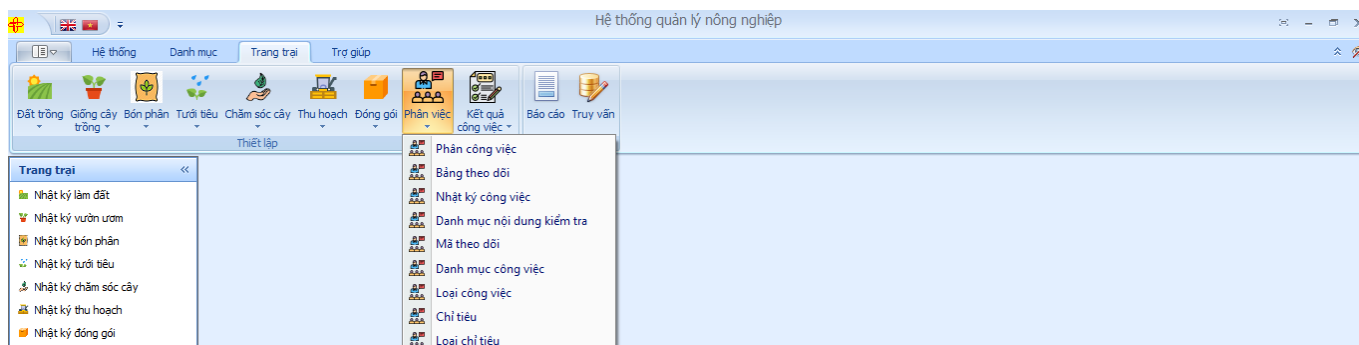 Hệ thống quản lý nông nghiệp
Hệ thống Danh mục Trang trại Trợ giúp
Đất trồng Giống cây trồng Bón phân Tưới tiêu Chăm sóc cây Thu hoạch Đóng gói Phân việc Kết quả công việc Báo cáo Truy vấn
Thiết lập
Phân công việc
Bảng theo dõi
Nhật ký công việc
Danh mục nội dung kiểm tra
Mã theo dõi
Danh mục công việc
Loại công việc
Chỉ tiêu
Loại chỉ tiêu
Trang trại
Nhật ký làm đất
Nhật ký vườn ươm
Nhật ký bón phân
Nhật ký tưới tiêu
Nhật ký chăm sóc cây
Nhật ký thu hoạch
Nhật ký đóng gói